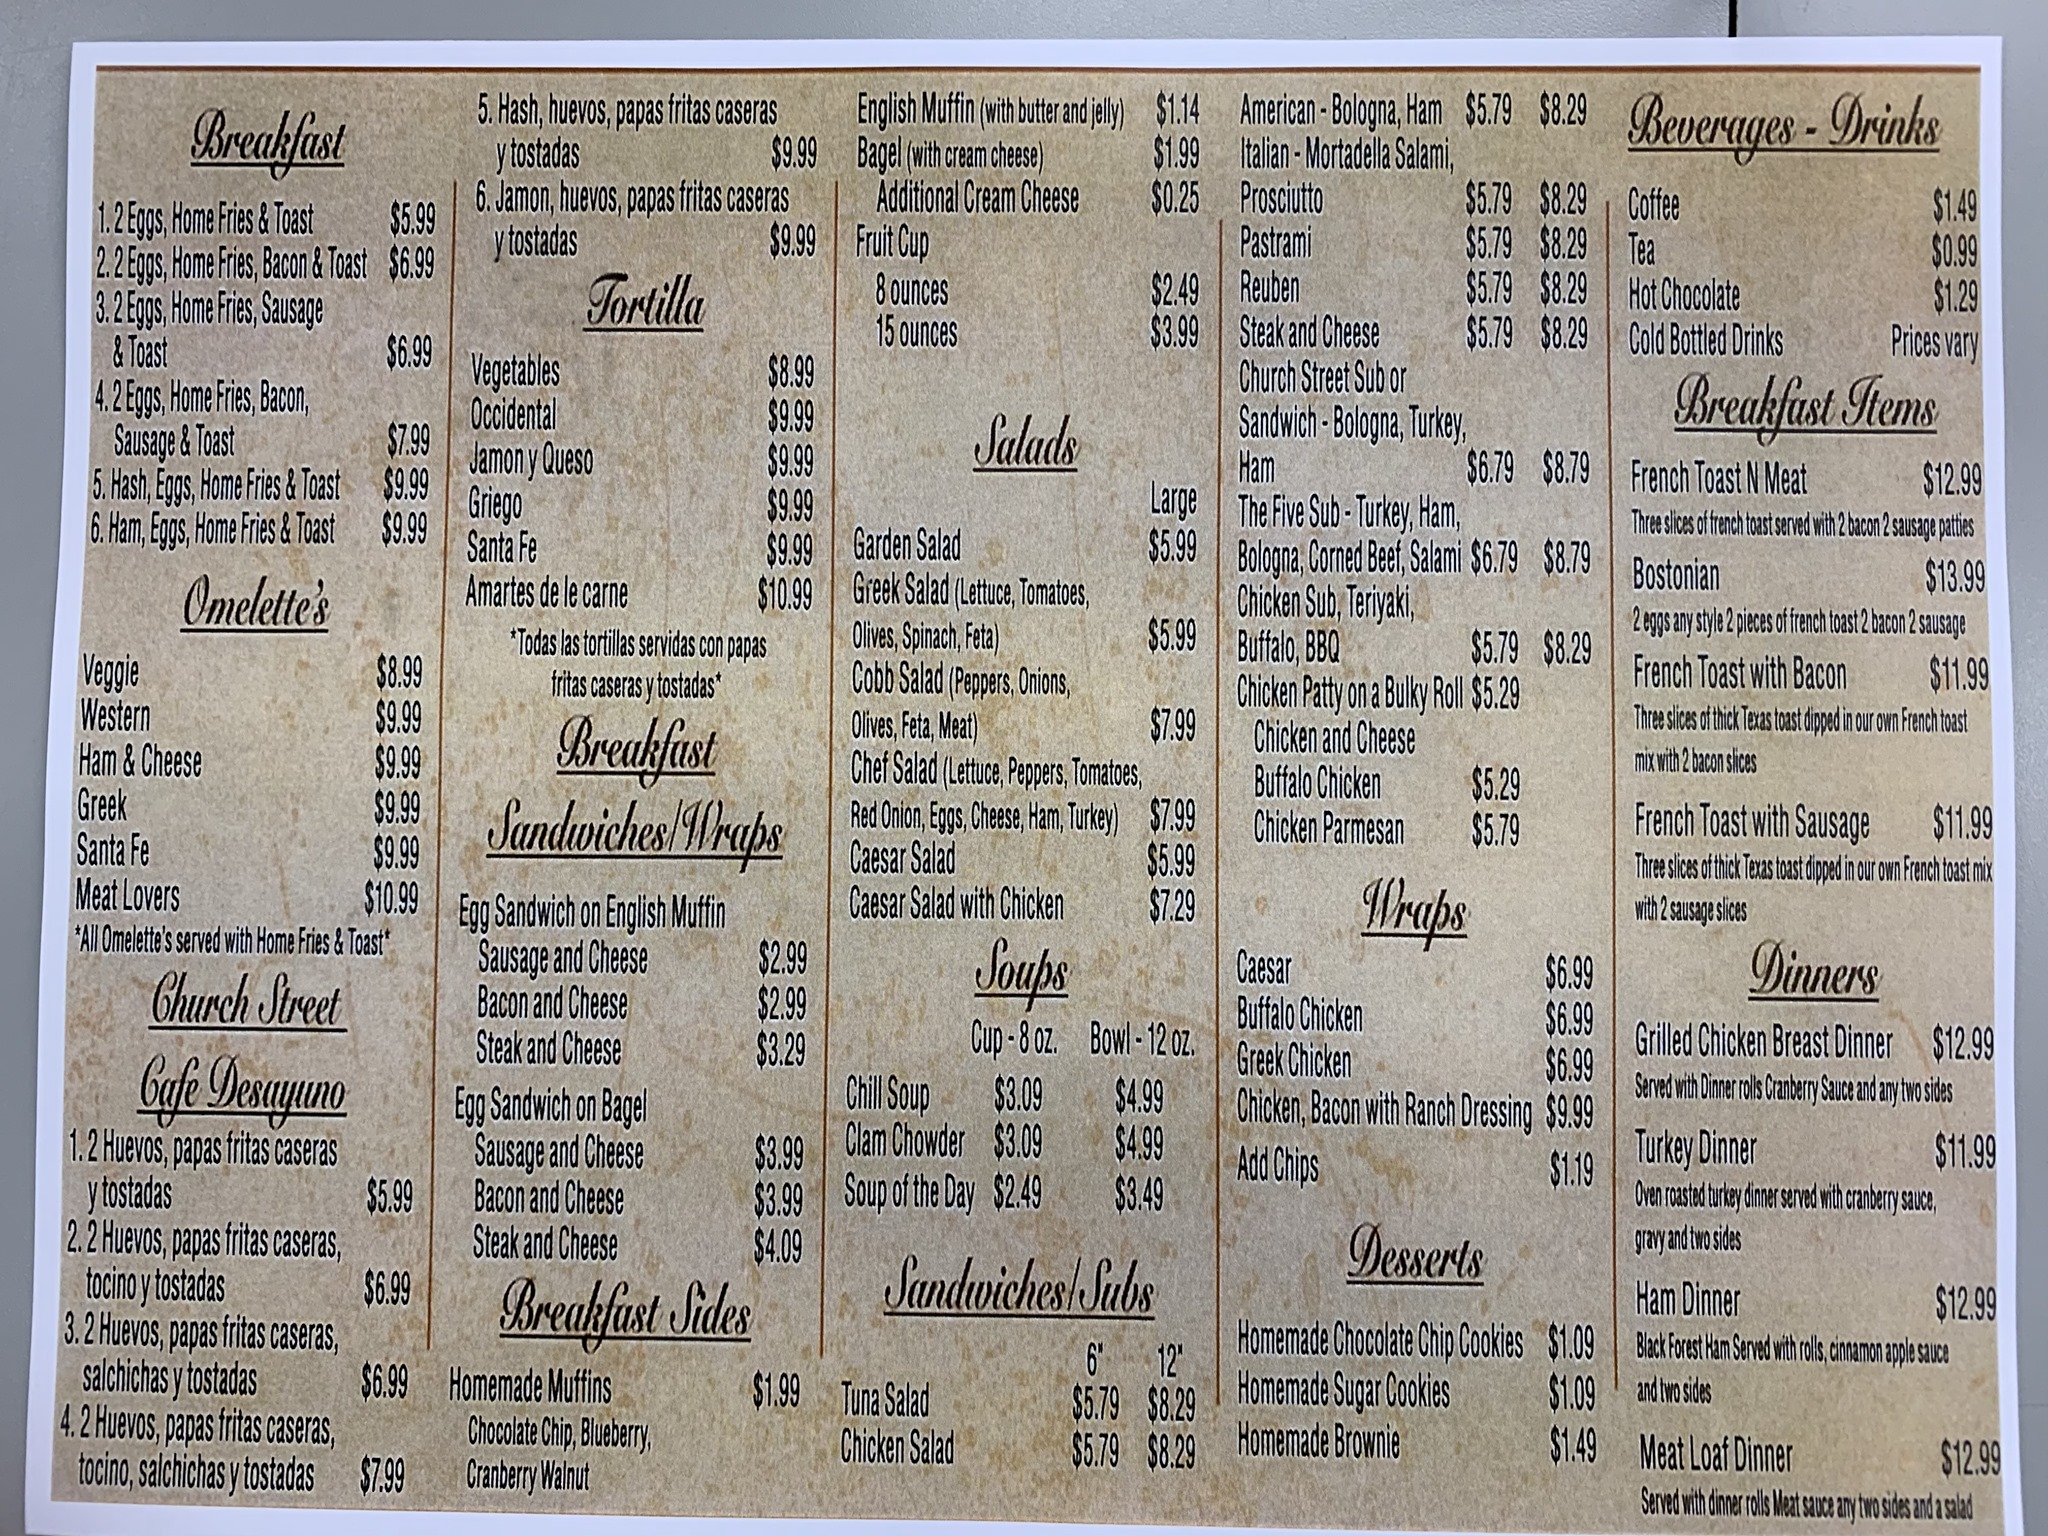 Breakfast
1. 2 Eggs, Home Fries & Toast $5.99
2. 2 Eggs, Home Fries, Bacon & Toast $6.99
3. 2 Eggs, Home Fries, Sausage
& Toast $6.99
4. 2 Eggs, Home Fries, Bacon,
Sausage & Toast $7.99
5. Hash, Eggs, Home Fries & Toast $9.99
6. Ham, Eggs, Home Fries & Toast $9.99
Omelette's
Veggie $8.99
Western $9.99
Ham & Cheese $9.99
Greek $9.99
Santa Fe $9.99
Meat Lovers $10.99
*All Omelette's served with Home Fries & Toast*
Church Street
Cafe Desayuno
1. 2 Huevos, papas fritas caseras
y tostadas $5.99
2. 2 Huevos, papas fritas caseras,
tocino y tostadas $6.99
3. 2 Huevos, papas fritas caseras,
salchichas y tostadas $6.99
4. 2 Huevos, papas fritas caseras,
tocino, salchichas y tostadas $7.99
5. Hash, huevos, papas fritas caseras
y tostadas $9.99
6. Jamon, huevos, papas fritas caseras
y tostadas $9.99
Tortilla
Vegetables $8.99
Occidental $9.99
Jamon y Queso $9.99
Griego $9.99
Santa Fe $9.99
Amartes de le carne $10.99
*Todas las tortillas servidas con papas
fritas caseras y tostadas*
Breakfast
Sandwiches/Wraps
Egg Sandwich on English Muffin
Sausage and Cheese $2.99
Bacon and Cheese $2.99
Steak and Cheese $3.29
Egg Sandwich on Bagel
Sausage and Cheese $3.99
Bacon and Cheese $3.99
Steak and Cheese $4.09
Breakfast Sides
Homemade Muffins $1.99
Chocolate Chip, Blueberry,
Cranberry Walnut
English Muffin (with butter and jelly) $1.14
Bagel (with cream cheese) $1.99
Additional Cream Cheese $0.25
Fruit Cup
8 ounces $2.49
15 ounces $3.99
Salads
Large
Garden Salad $5.99
Greek Salad (Lettuce, Tomatoes,
Olives, Spinach, Feta) $5.99
Cobb Salad (Peppers, Onions,
Olives, Feta, Meat) $7.99
Chef Salad (Lettuce, Peppers, Tomatoes,
Red Onion, Eggs, Cheese, Ham, Turkey) $7.99
Caesar Salad $5.99
Caesar Salad with Chicken $7.29
Soups
Cup - 8 oz. Bowl - 12 oz.
Chill Soup $3.09 $4.99
Clam Chowder $3.09 $4.99
Soup of the Day $2.49 $3.49
Sandwiches/Subs
6" 12"
Tuna Salad $5.79 $8.29
Chicken Salad $5.79 $8.29
American - Bologna, Ham $5.79 $8.29
Italian - Mortadella Salami,
Prosciutto $5.79 $8.29
Pastrami $5.79 $8.29
Reuben $5.79 $8.29
Steak and Cheese $5.79 $8.29
Church Street Sub or
Sandwich - Bologna, Turkey,
Ham $6.79 $8.79
The Five Sub - Turkey, Ham,
Bologna, Corned Beef, Salami $6.79 $8.79
Chicken Sub, Teriyaki,
Buffalo, BBQ $5.79 $8.29
Chicken Patty on a Bulky Roll $5.29
Chicken and Cheese
Buffalo Chicken $5.29
Chicken Parmesan $5.79
Wraps
Caesar $6.99
Buffalo Chicken $6.99
Greek Chicken $6.99
Chicken, Bacon with Ranch Dressing $9.99
Add Chips $1.19
Desserts
Homemade Chocolate Chip Cookies $1.09
Homemade Sugar Cookies $1.09
Homemade Brownie $1.49
Beverages - Drinks
Coffee $1.49
Tea $0.99
Hot Chocolate $1.29
Cold Bottled Drinks Prices vary
Breakfast Items
French Toast N Meat $12.99
Three slices of french toast served with 2 bacon 2 sausage patties
Bostonian $13.99
2 eggs any style 2 pieces of french toast 2 bacon 2 sausage
French Toast with Bacon $11.99
Three slices of thick Texas toast dipped in our own French toast
mix with 2 bacon slices
French Toast with Sausage $11.99
Three slices of thick Texas toast dipped in our own French toast mix
with 2 sausage slices
Dinners
Grilled Chicken Breast Dinner $12.99
Served with Dinner rolls Cranberry Sauce and any two sides
Turkey Dinner $11.99
Oven roasted turkey dinner served with cranberry sauce,
gravy and two sides
Ham Dinner $12.99
Black Forest Ham Served with rolls, cinnamon apple sauce
and two sides
Meat Loaf Dinner $12.99
Served with dinner rolls Meat sauce any two sides and a salad